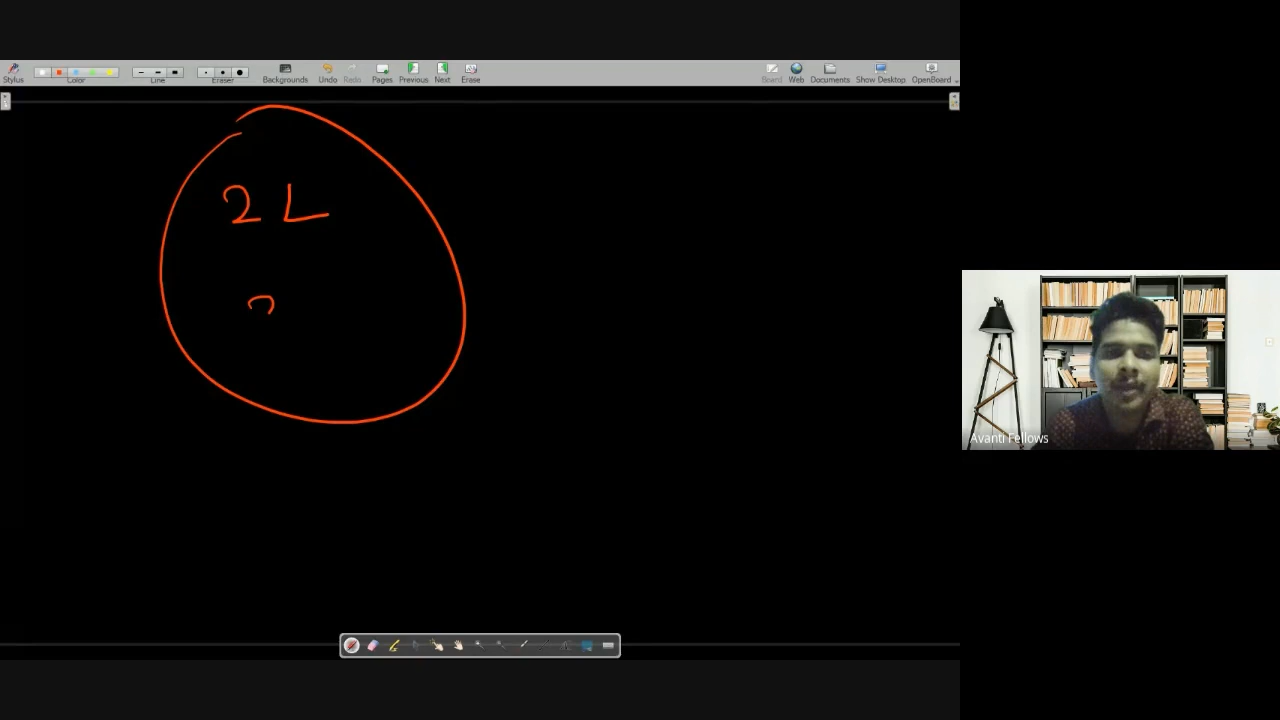 Stylus
Color
Line
Eraser
Backgrounds
Undo
Redo
Pages
Previous
Next
Erase
Board
Web
Documents
Show Desktop
OpenBoard
2 L
Avanti Fellows